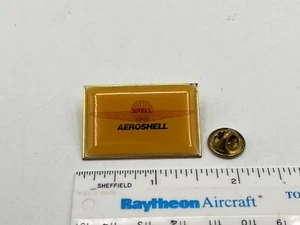 SHELL
AEROSHELL
SHEFFIELD 1 2
Raytheon Aircraft